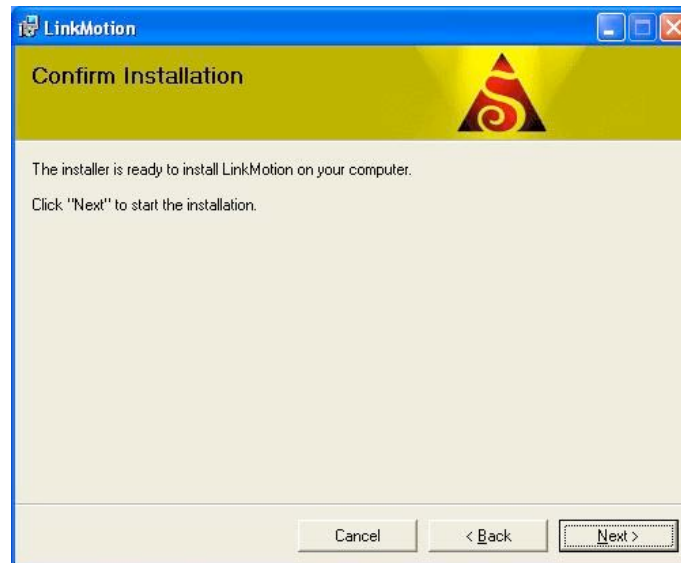 LinkMotion
Confirm Installation
The installer is ready to install LinkMotion on your computer.
Click "Next" to start the installation.
Cancel
< Back
Next >